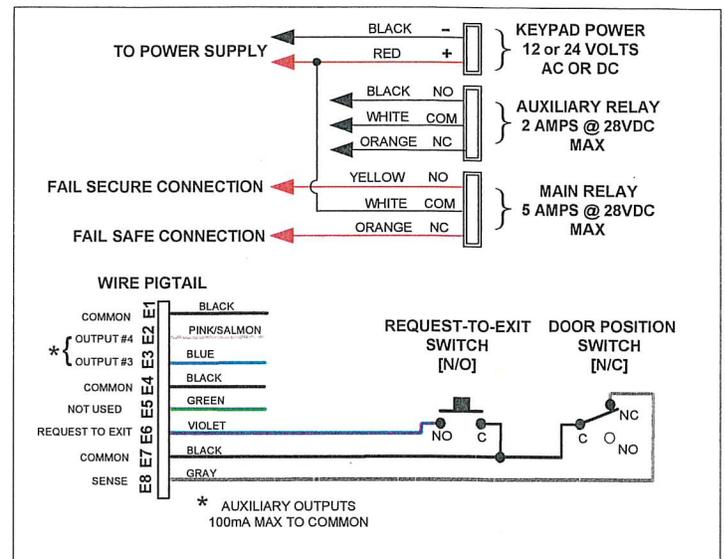 BLACK -
TO POWER SUPPLY
RED +
KEYPAD POWER
12 or 24 VOLTS
AC OR DC
BLACK NO
WHITE COM
ORANGE NC
AUXILIARY RELAY
2 AMPS @ 28VDC
MAX
FAIL SECURE CONNECTION
YELLOW NO
WHITE COM
FAIL SAFE CONNECTION
ORANGE NC
MAIN RELAY
5 AMPS @ 28VDC
MAX
WIRE PIGTAIL
COMMON E1 BLACK
* { OUTPUT #4 E2 PINK/SALMON
OUTPUT #3 E3 BLUE
COMMON E4 BLACK
NOT USED E5 GREEN
REQUEST TO EXIT E6 VIOLET
COMMON E7 BLACK
SENSE E8 GRAY
REQUEST-TO-EXIT
SWITCH
[N/O]
NO C
DOOR POSITION
SWITCH
[N/C]
NC
C
NO
* AUXILIARY OUTPUTS
100mA MAX TO COMMON